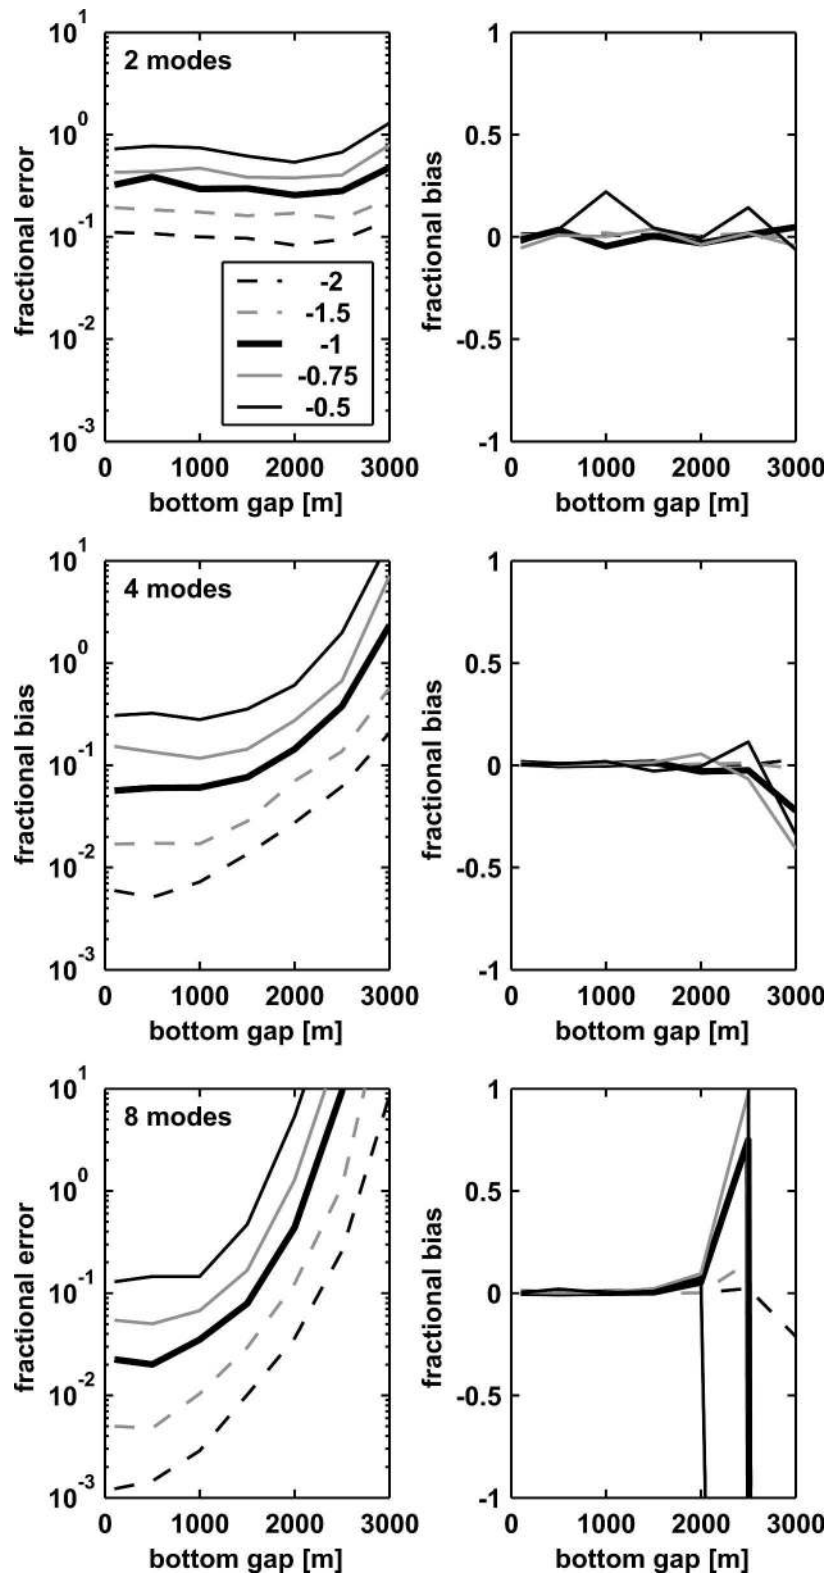 10^1
2 modes
10^0
10^-1
10^-2
10^-3
fractional error
-2
-1.5
-1
-0.75
-0.5
0 1000 2000 3000
bottom gap [m]
1
0.5
0
-0.5
-1
fractional bias
0 1000 2000 3000
bottom gap [m]
10^1
4 modes
10^0
10^-1
10^-2
10^-3
fractional bias
0 1000 2000 3000
bottom gap [m]
1
0.5
0
-0.5
-1
fractional bias
0 1000 2000 3000
bottom gap [m]
10^1
8 modes
10^0
10^-1
10^-2
10^-3
fractional error
0 1000 2000 3000
bottom gap [m]
1
0.5
0
-0.5
-1
fractional bias
0 1000 2000 3000
bottom gap [m]